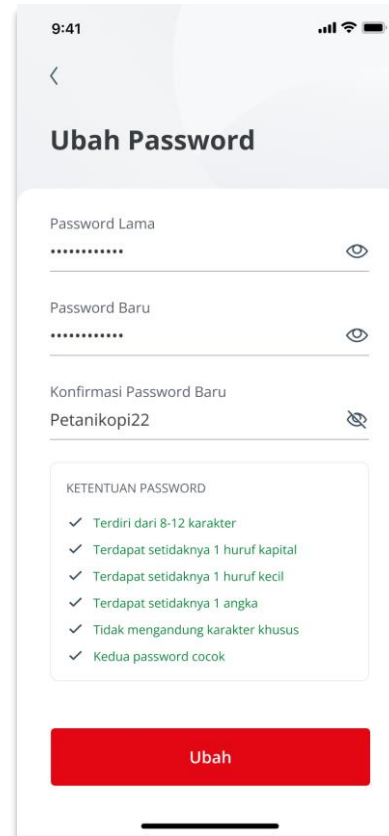 9:41
Ubah Password
Password Lama
••••••••••••
Password Baru
••••••••••••
Konfirmasi Password Baru
Petanikopi22
KETENTUAN PASSWORD
Terdiri dari 8-12 karakter
Terdapat setidaknya 1 huruf kapital
Terdapat setidaknya 1 huruf kecil
Terdapat setidaknya 1 angka
Tidak mengandung karakter khusus
Kedua password cocok
Ubah